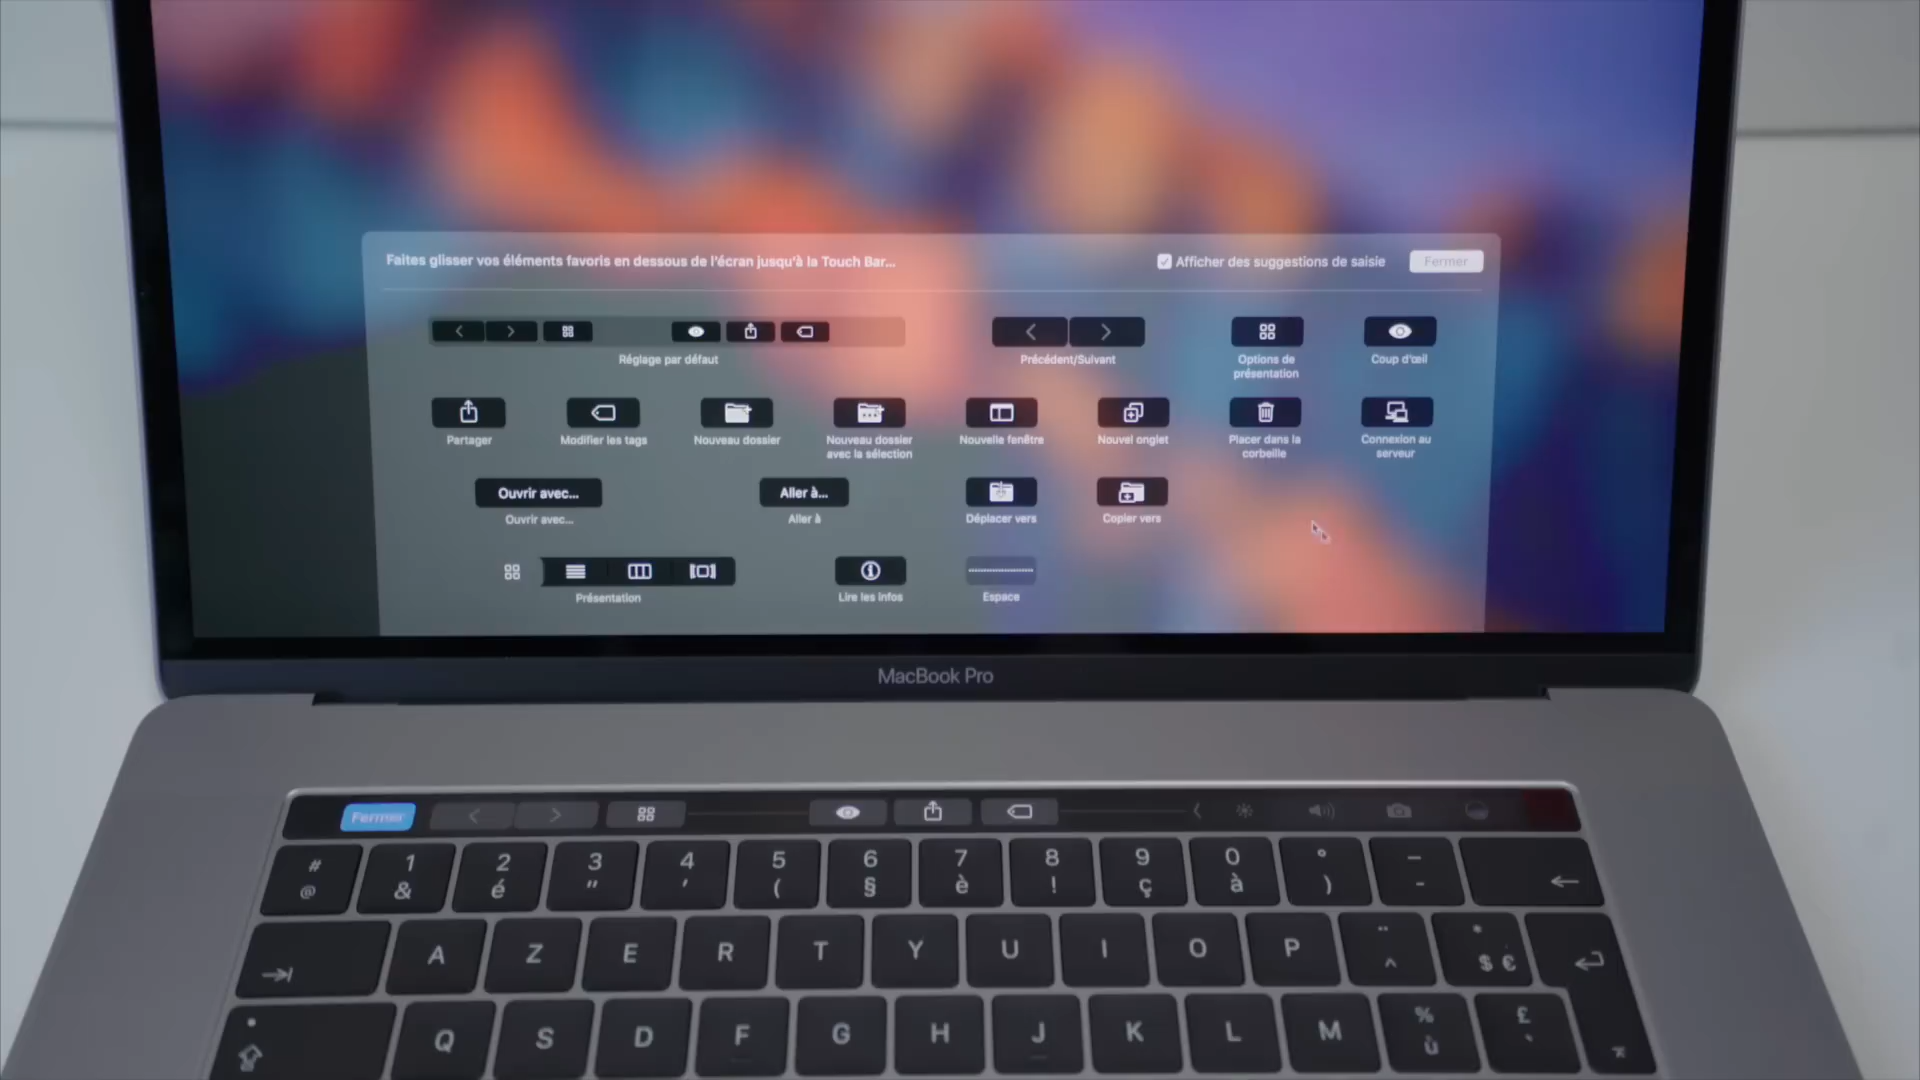 Faites glisser vos éléments favoris en dessous de l'écran jusqu'à la Touch Bar...
Afficher des suggestions de saisie
Fermer
Réglage par défaut
Précédent/Suivant
Options de
présentation
Coup d'œil
Partager
Modifier les tags
Nouveau dossier
Nouveau dossier
avec la sélection
Nouvelle fenêtre
Nouvel onglet
Placer dans la
corbeille
Connexion au
serveur
Ouvrir avec...
Aller à...
Ouvrir avec...
Aller à
Déplacer vers
Copier vers
Présentation
Lire les infos
Espace
MacBook Pro
Fermer
# 1 2 3 4 5 6 7 8 9 0 ° _
@ & é " ' ( § è ! ç à ) -
A Z E R T Y U I O P ¨ *
^ $ €
Q S D F G H J K L M % £
ù `